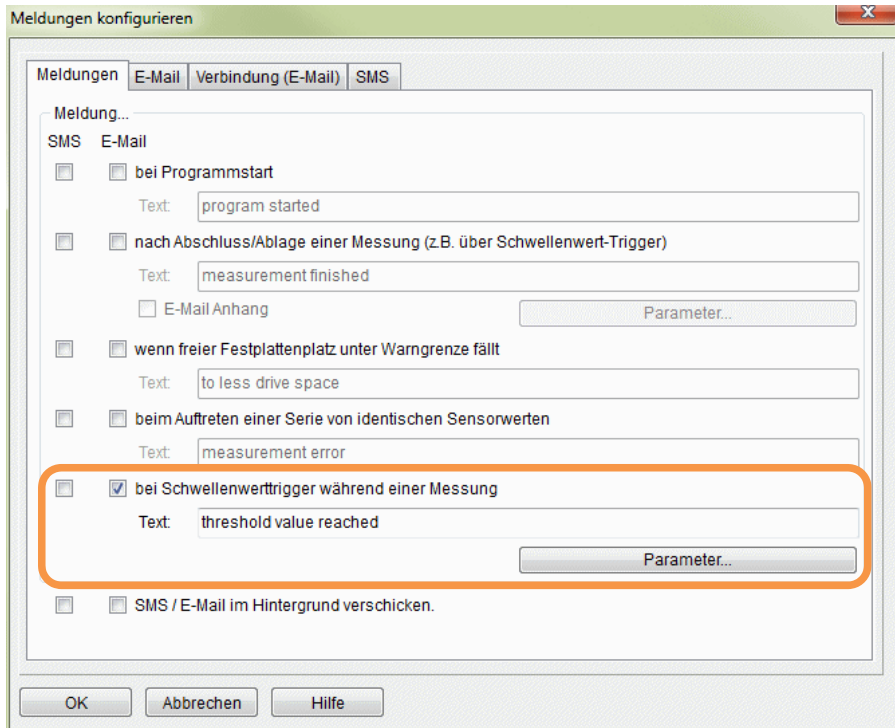 Meldungen konfigurieren
x
Meldungen E-Mail Verbindung (E-Mail) SMS
Meldung...
SMS E-Mail
bei Programmstart
Text: program started
nach Abschluss/Ablage einer Messung (z.B. über Schwellenwert-Trigger)
Text: measurement finished
E-Mail Anhang Parameter...
wenn freier Festplattenplatz unter Warngrenze fällt
Text: to less drive space
beim Auftreten einer Serie von identischen Sensorwerten
Text: measurement error
bei Schwellenwerttrigger während einer Messung
Text: threshold value reached
Parameter...
SMS / E-Mail im Hintergrund verschicken.
OK Abbrechen Hilfe